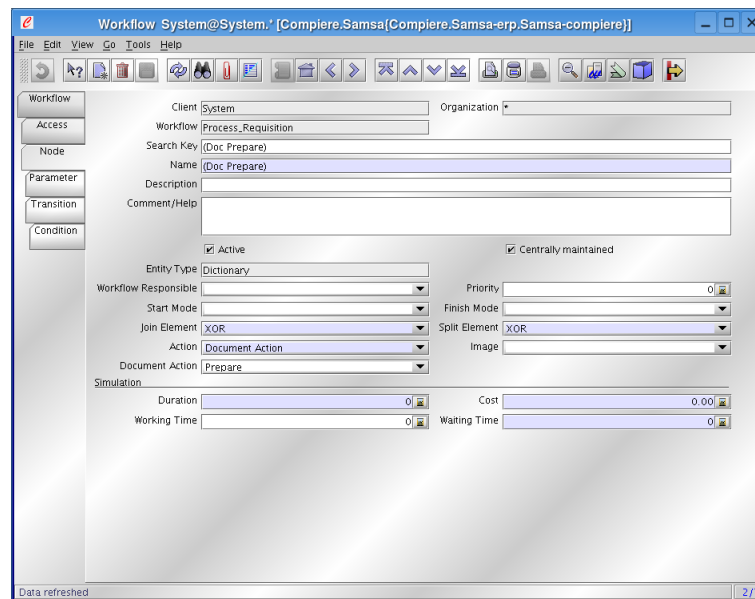 Workflow System@System.* [Compiere.Samsa{Compiere.Samsa-erp.Samsa-compiere}]
File Edit View Go Tools Help
Workflow
Access
Node
Parameter
Transition
Condition
Client System Organization *
Workflow Process_Requisition
Search Key (Doc Prepare)
Name (Doc Prepare)
Description
Comment/Help
Active Centrally maintained
Entity Type Dictionary
Workflow Responsible Priority 0
Start Mode Finish Mode
Join Element XOR Split Element XOR
Action Document Action Image
Document Action Prepare
Simulation
Duration 0 Cost 0.00
Working Time 0 Waiting Time 0
Data refreshed